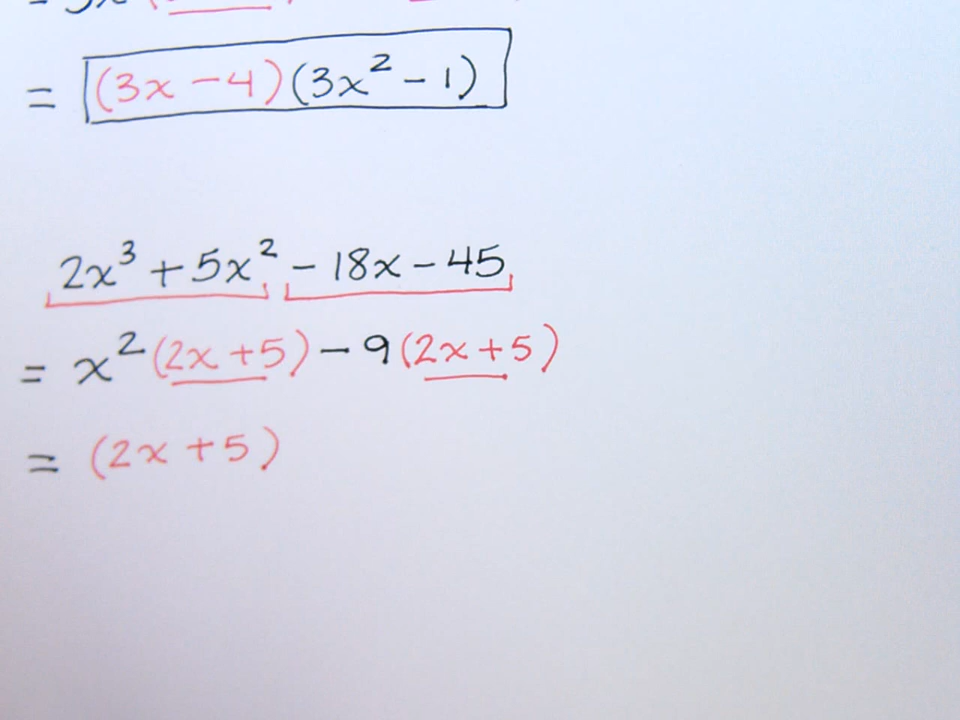 = (3x - 4)(3x² - 1)
2x³ + 5x² - 18x - 45
= x²(2x + 5) - 9(2x + 5)
= (2x + 5)